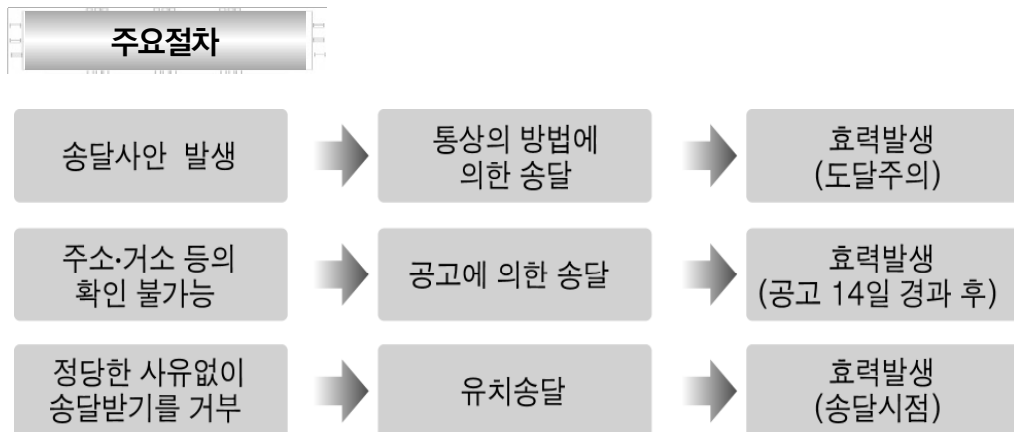 주요절차
송달사안 발생
통상의 방법에
의한 송달
효력발생
(도달주의)
주소·거소 등의
확인 불가능
공고에 의한 송달
효력발생
(공고 14일 경과 후)
정당한 사유없이
송달받기를 거부
유치송달
효력발생
(송달시점)